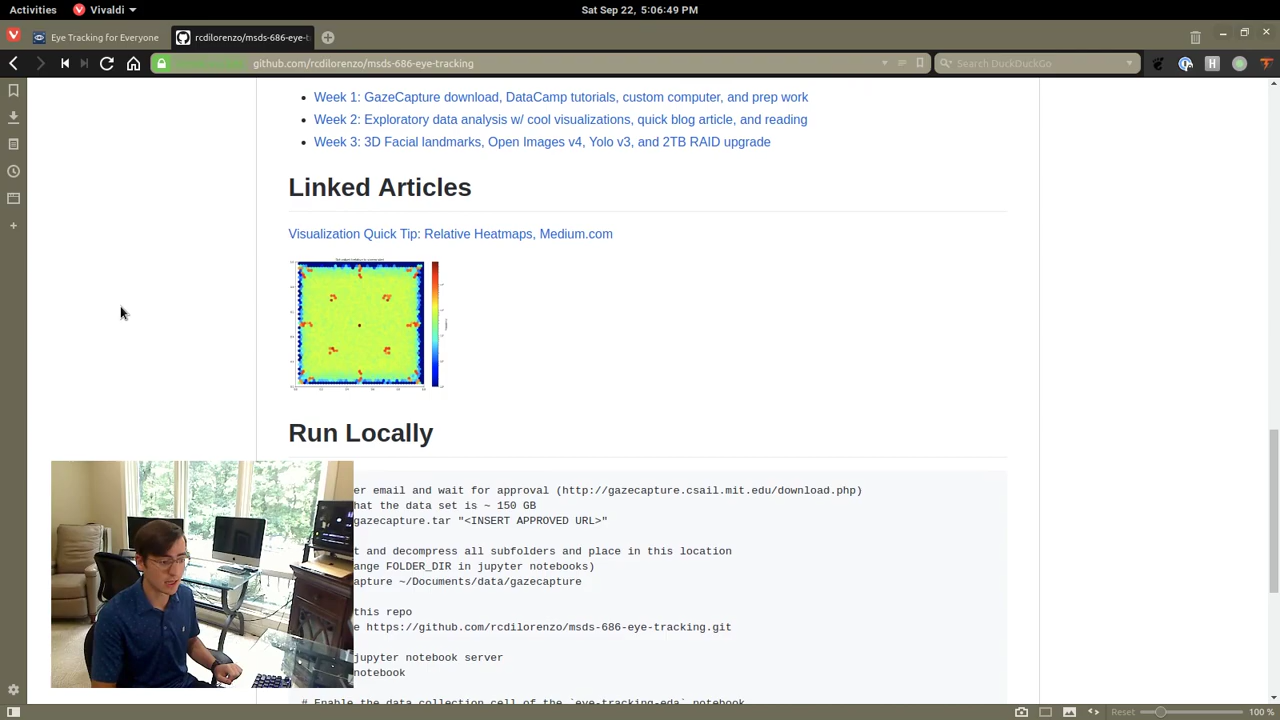 Activities
Vivaldi
Sat Sep 22, 5:06:49 PM
Eye Tracking for Everyone
rcdilorenzo/msds-686-eye-t
github.com/rcdilorenzo/msds-686-eye-tracking
Search DuckDuckGo
Week 1: GazeCapture download, DataCamp tutorials, custom computer, and prep work
Week 2: Exploratory data analysis w/ cool visualizations, quick blog article, and reading
Week 3: 3D Facial landmarks, Open Images v4, Yolo v3, and 2TB RAID upgrade
Linked Articles
Visualization Quick Tip: Relative Heatmaps, Medium.com
Run Locally
er email and wait for approval (http://gazecapture.csail.mit.edu/download.php)
hat the data set is ~ 150 GB
gazecapture.tar "<INSERT APPROVED URL>"
t and decompress all subfolders and place in this location
ange FOLDER_DIR in jupyter notebooks)
apture ~/Documents/data/gazecapture
this repo
e https://github.com/rcdilorenzo/msds-686-eye-tracking.git
jupyter notebook server
notebook
# Enable the data collection cell of the `eye-tracking-eda` notebook
Reset
100 %